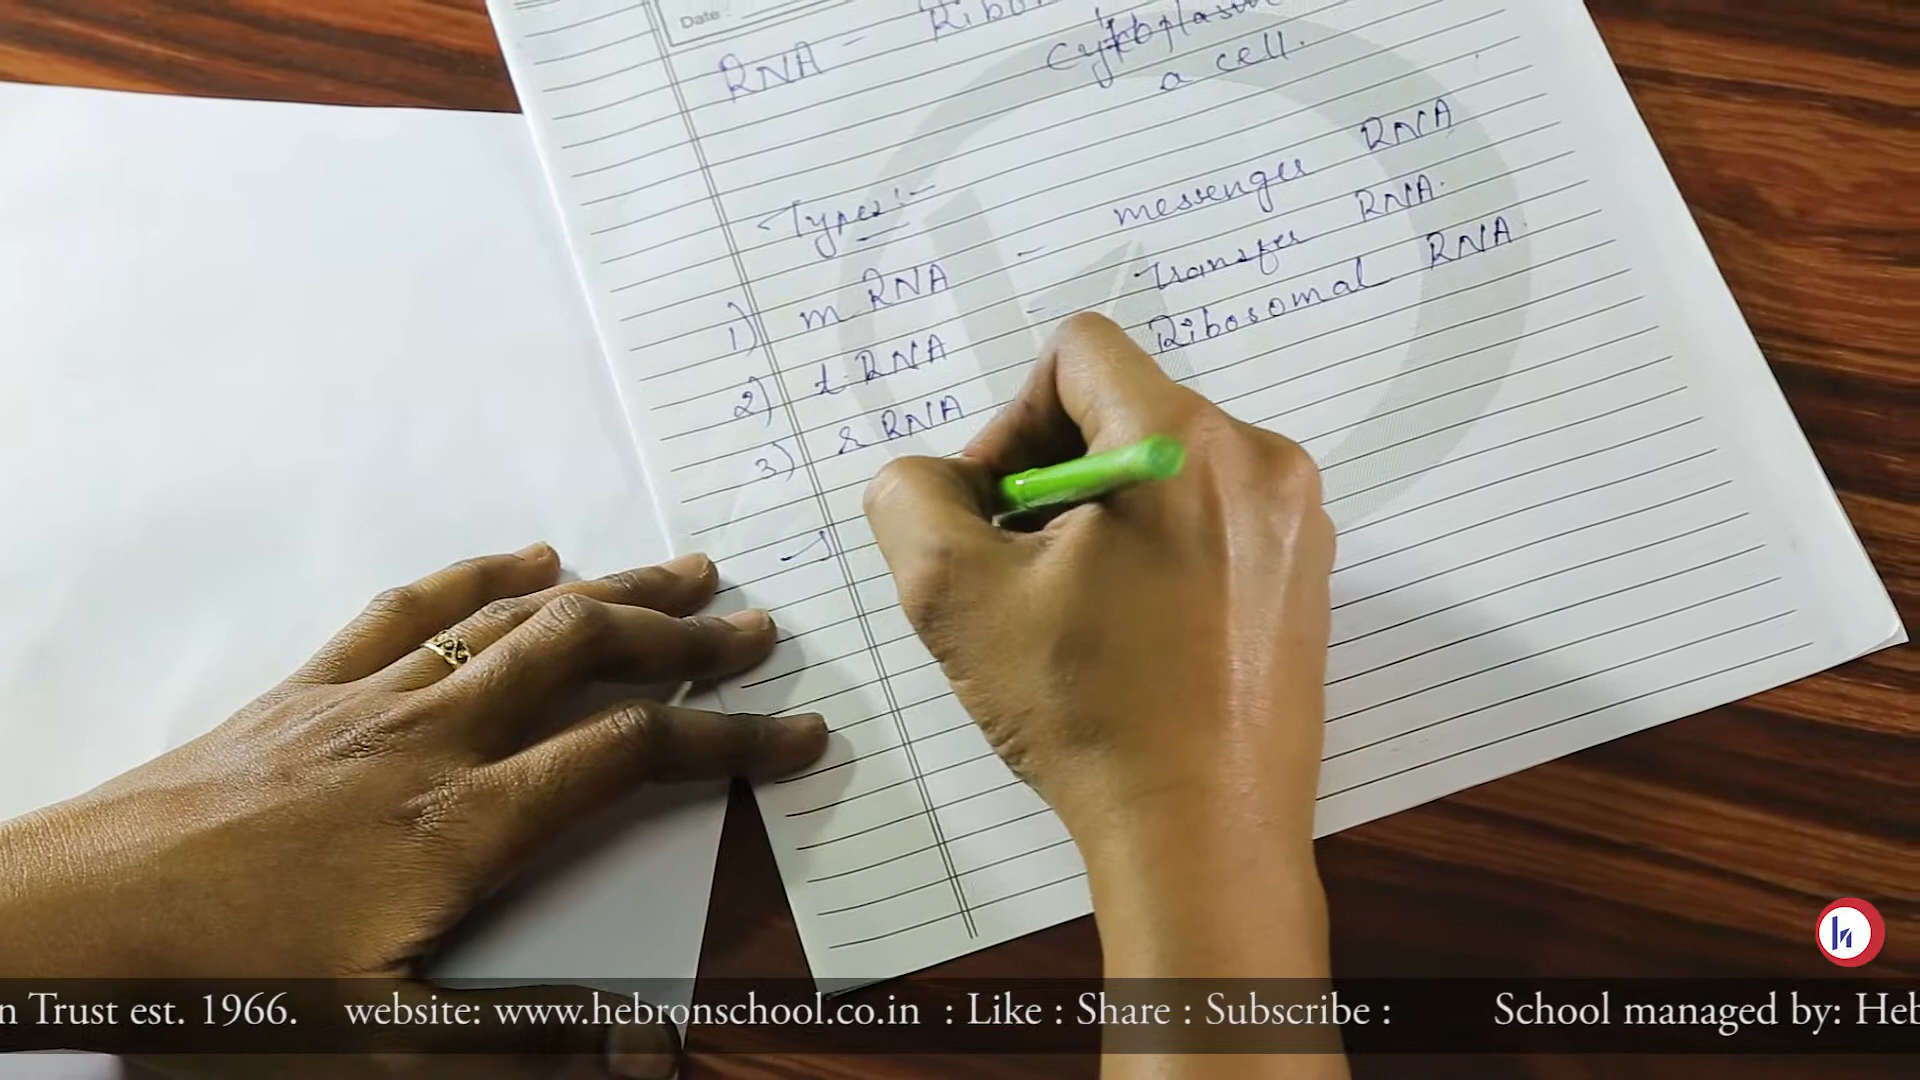 Date:
RNA -
Cytoplasm
a cell.
Types :-
1) m RNA - messenger RNA
2) t RNA - Transfer RNA.
3) r RNA Ribosomal RNA.
n Trust est. 1966. website: www.hebronschool.co.in : Like : Share : Subscribe : School managed by: Heb